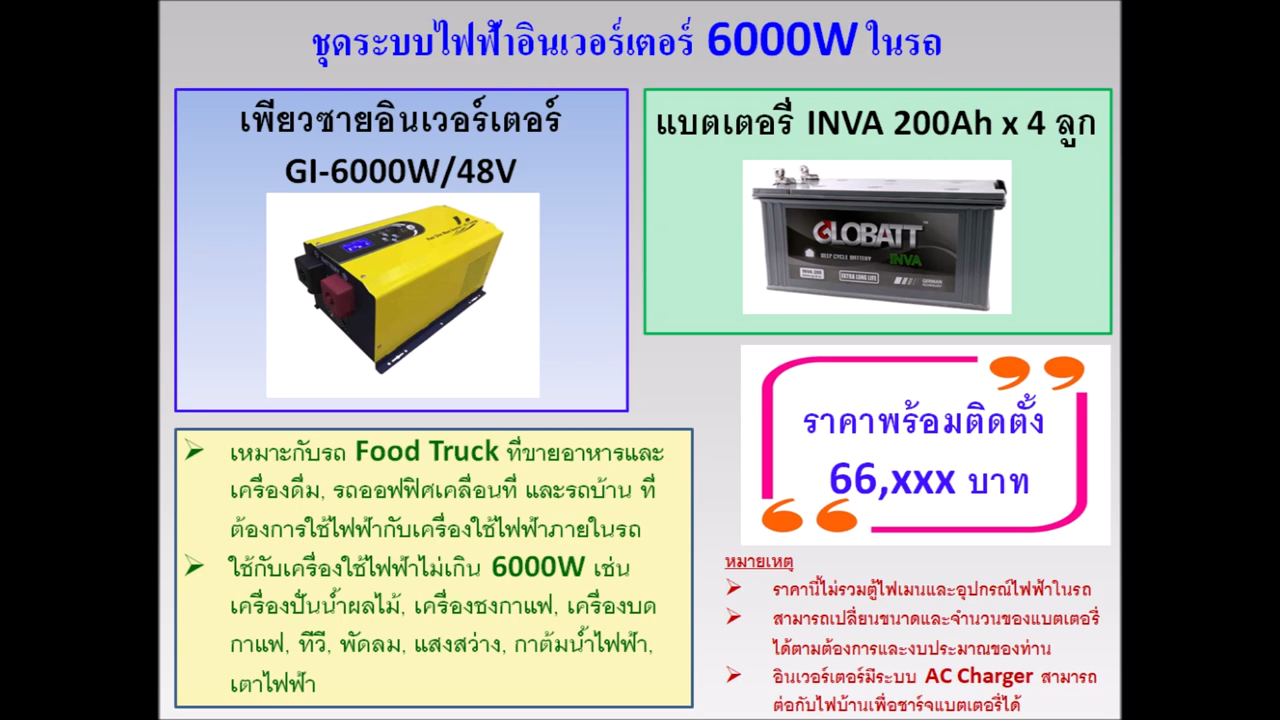 ชุดระบบไฟฟ้าอินเวอร์เตอร์ 6000W ในรถ
เพียวซายอินเวอร์เตอร์
GI-6000W/48V
แบตเตอรี่ INVA 200Ah x 4 ลูก
GLOBATT
DEEP CYCLE BATTERY INVA
EXTRA LONG LIFE
GERMAN
ราคาพร้อมติดตั้ง
66,xxx บาท
เหมาะกับรถ Food Truck ที่ขายอาหารและ
เครื่องดื่ม, รถออฟฟิศเคลื่อนที่ และรถบ้าน ที่
ต้องการใช้ไฟฟ้ากับเครื่องใช้ไฟฟ้าภายในรถ
ใช้กับเครื่องใช้ไฟฟ้าไม่เกิน 6000W เช่น
เครื่องปั่นน้ำผลไม้, เครื่องชงกาแฟ, เครื่องบด
กาแฟ, ทีวี, พัดลม, แสงสว่าง, กาต้มน้ำไฟฟ้า,
เตาไฟฟ้า
หมายเหตุ
ราคานี้ไม่รวมตู้ไฟเมนและอุปกรณ์ไฟฟ้าในรถ
สามารถเปลี่ยนขนาดและจำนวนของแบตเตอรี่
ได้ตามต้องการและงบประมาณของท่าน
อินเวอร์เตอร์มีระบบ AC Charger สามารถ
ต่อกับไฟบ้านเพื่อชาร์จแบตเตอรี่ได้